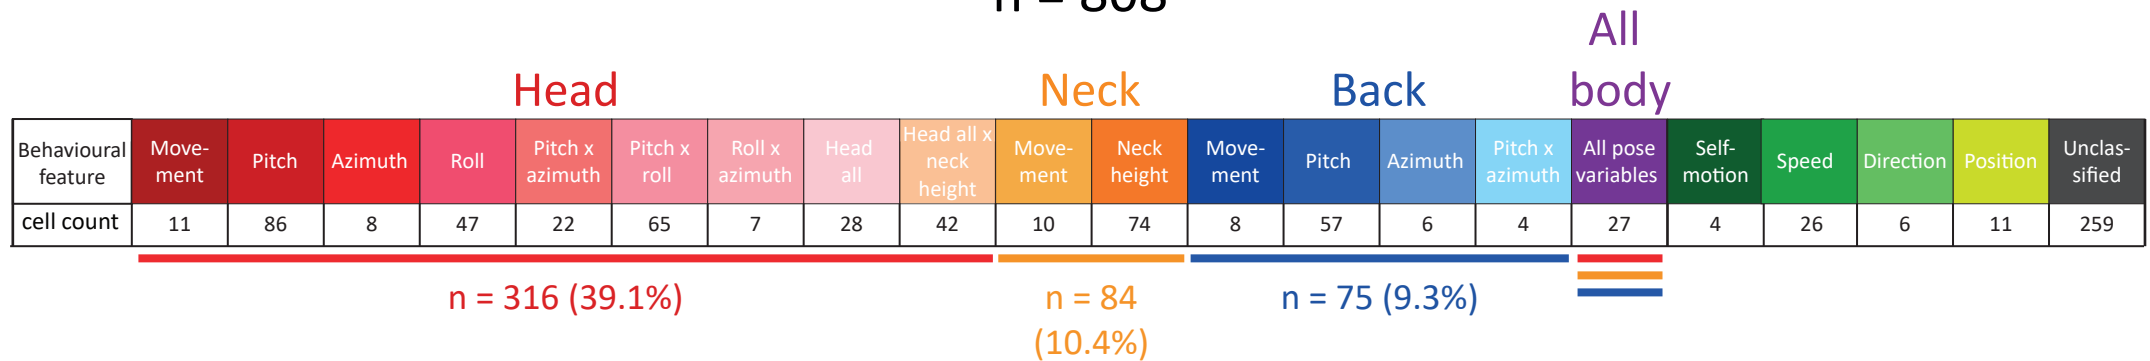 n = 808
All
Head Neck Back body
Behavioural feature Move-ment Pitch Azimuth Roll Pitch x azimuth Pitch x roll Roll x azimuth Head all Head all x neck height Move-ment Neck height Move-ment Pitch Azimuth Pitch x azimuth All pose variables Self-motion Speed Direction Position Unclas-sified
cell count 11 86 8 47 22 65 7 28 42 10 74 8 57 6 4 27 4 26 6 11 259
n = 316 (39.1%) n = 84 n = 75 (9.3%)
(10.4%)